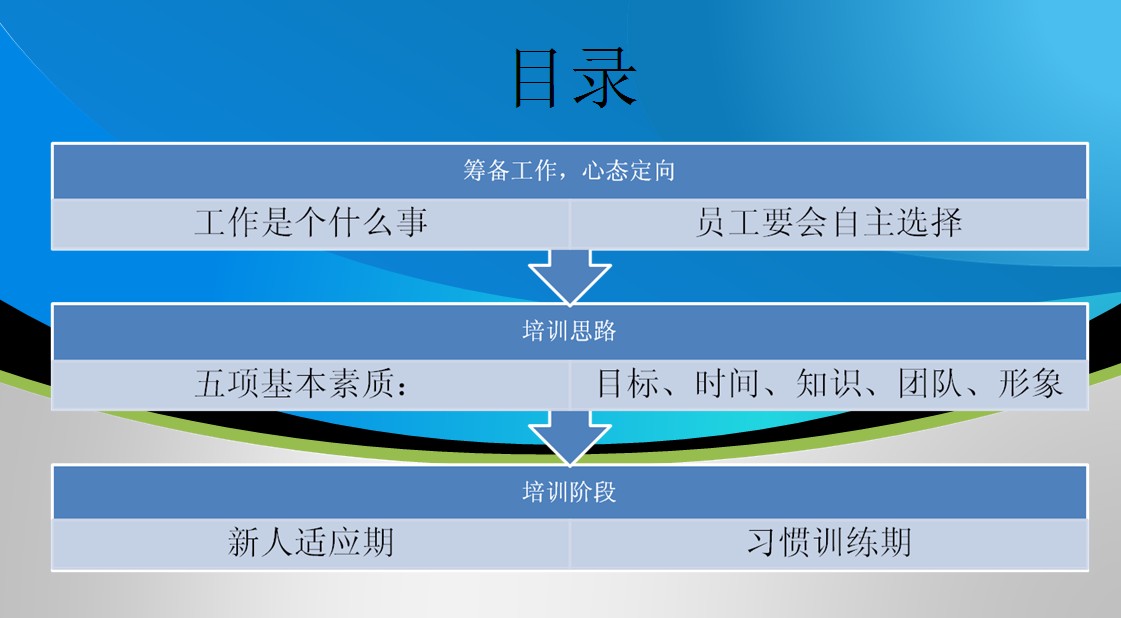 目录
筹备工作，心态定向
工作是个什么事
员工要会自主选择
培训思路
五项基本素质：
目标、时间、知识、团队、形象
培训阶段
新人适应期
习惯训练期